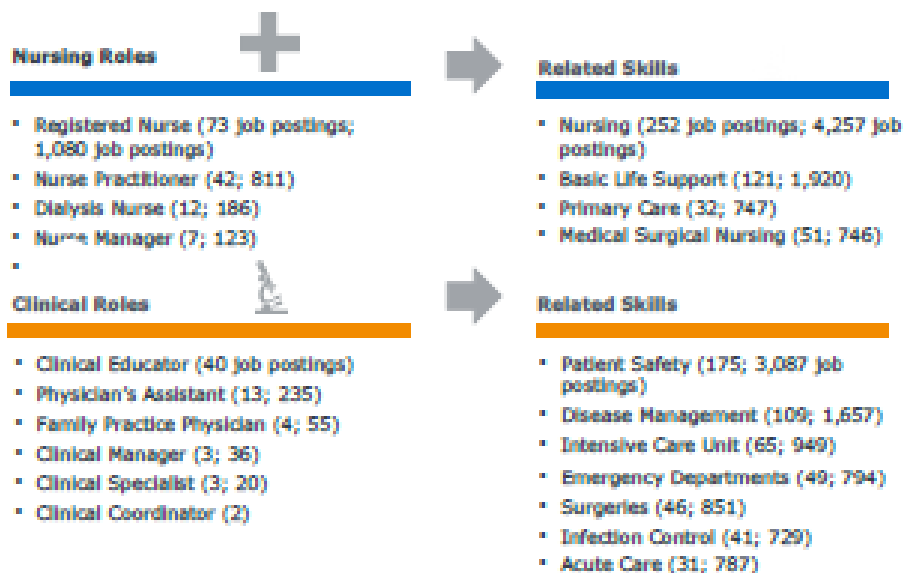 Nursing Roles
• Registered Nurse (73 job postings;
1,080 job postings)
• Nurse Practitioner (42; 811)
• Dialysis Nurse (12; 186)
• Nurse Manager (7; 123)
•
Related Skills
• Nursing (252 job postings; 4,257 job
postings)
• Basic Life Support (121; 1,920)
• Primary Care (32; 747)
• Medical Surgical Nursing (51; 746)
Clinical Roles
• Clinical Educator (40 job postings)
• Physician's Assistant (13; 235)
• Family Practice Physician (4; 55)
• Clinical Manager (3; 36)
• Clinical Specialist (3; 20)
• Clinical Coordinator (2)
Related Skills
• Patient Safety (175; 3,087 job
postings)
• Disease Management (109; 1,657)
• Intensive Care Unit (65; 949)
• Emergency Departments (49; 794)
• Surgeries (46; 851)
• Infection Control (41; 729)
• Acute Care (31; 787)